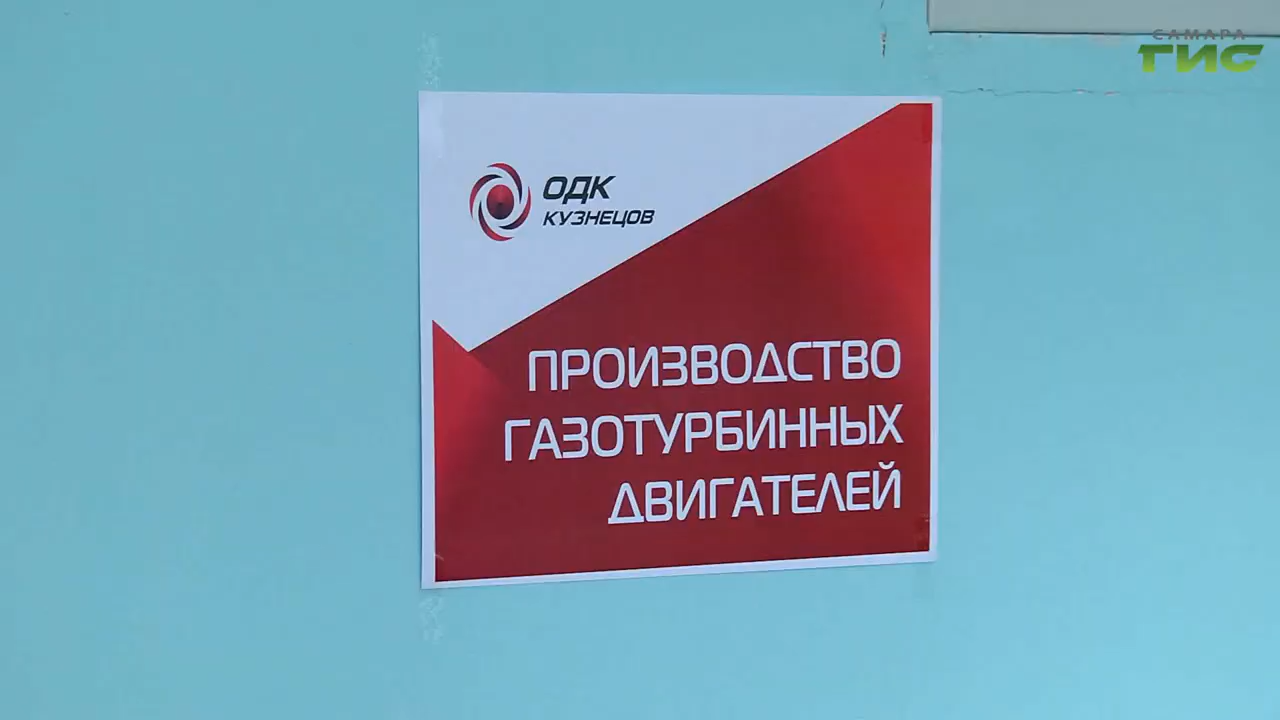 САМАРА
ГИС
ОДК
КУЗНЕЦОВ
ПРОИЗВОДСТВО
ГАЗОТУРБИННЫХ
ДВИГАТЕЛЕЙ